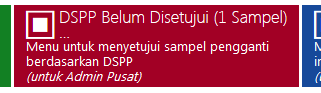 DSPP Belum Disetujui (1 Sampel)
...
Menu untuk menyetujui sampel pengganti
berdasarkan DSPP
(untuk Admin Pusat)